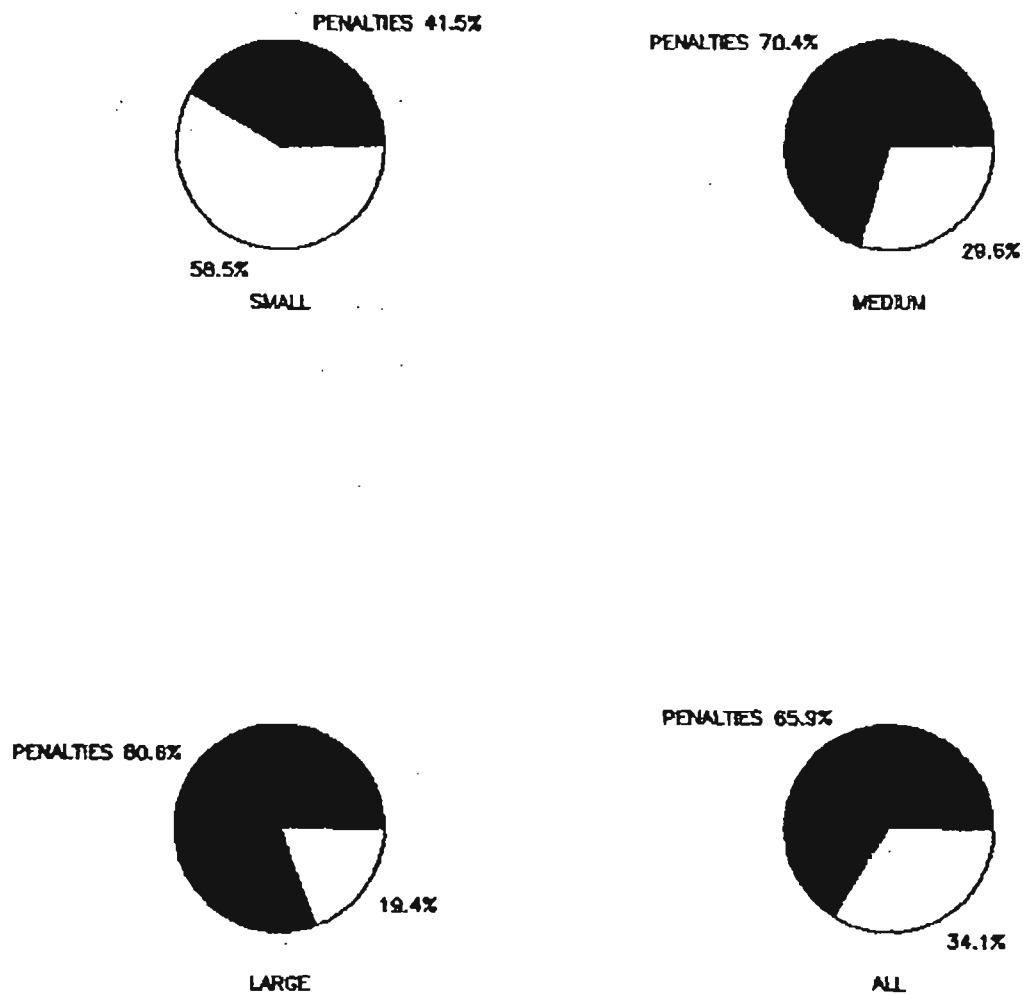 PENALTIES 41.5%
58.5%
SMALL
PENALTIES 70.4%
29.6%
MEDIUM
PENALTIES 80.6%
19.4%
LARGE
PENALTIES 65.9%
34.1%
ALL